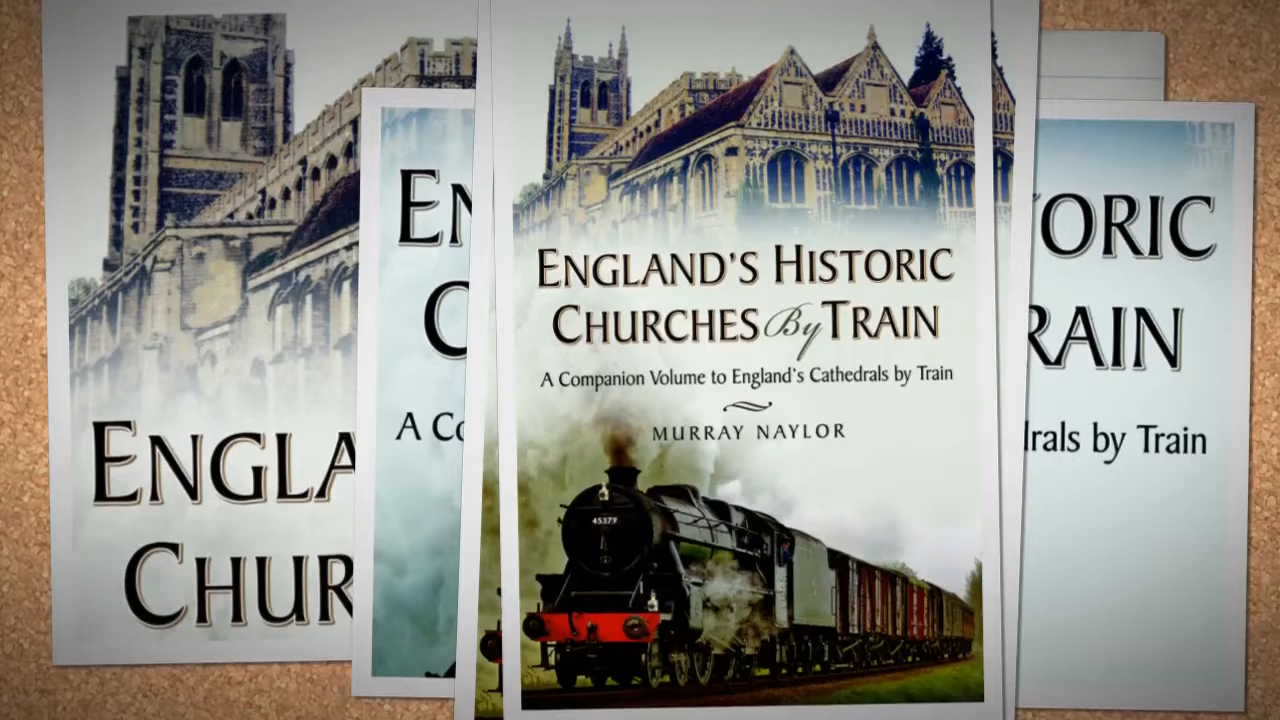 ENGLAND'S HISTORIC
CHURCHES By TRAIN
A Companion Volume to England's Cathedrals by Train
MURRAY NAYLOR
45379
ENGLA
CHUR
EN
C
A Co
ORIC
RAIN
drals by Train